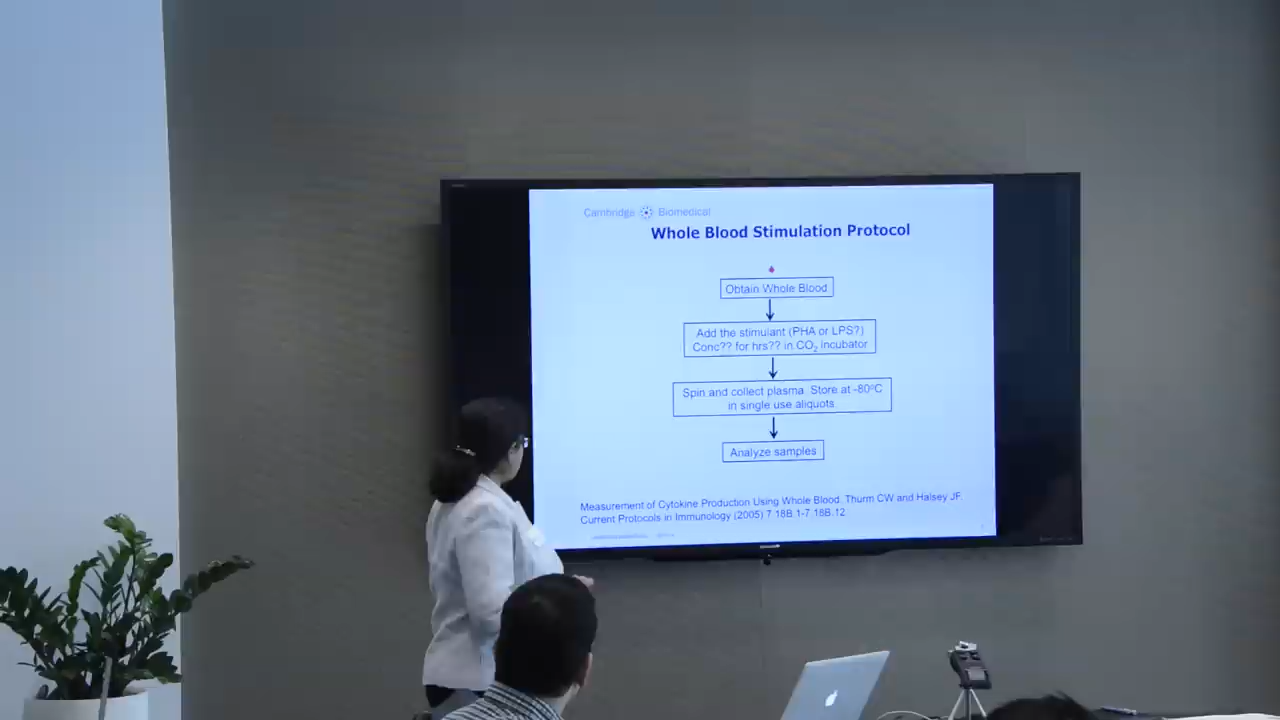 Cambridge Biomedical
Whole Blood Stimulation Protocol
Obtain Whole Blood
Add the stimulant (PHA or LPS?)
Conc?? for hrs?? in CO₂ incubator
Spin and collect plasma. Store at -80ºC
in single use aliquots.
Analyze samples
Measurement of Cytokine Production Using Whole Blood. Thurm CW and Halsey JF.
Current Protocols in Immunology (2005) 7.18B.1-7.18B.12.